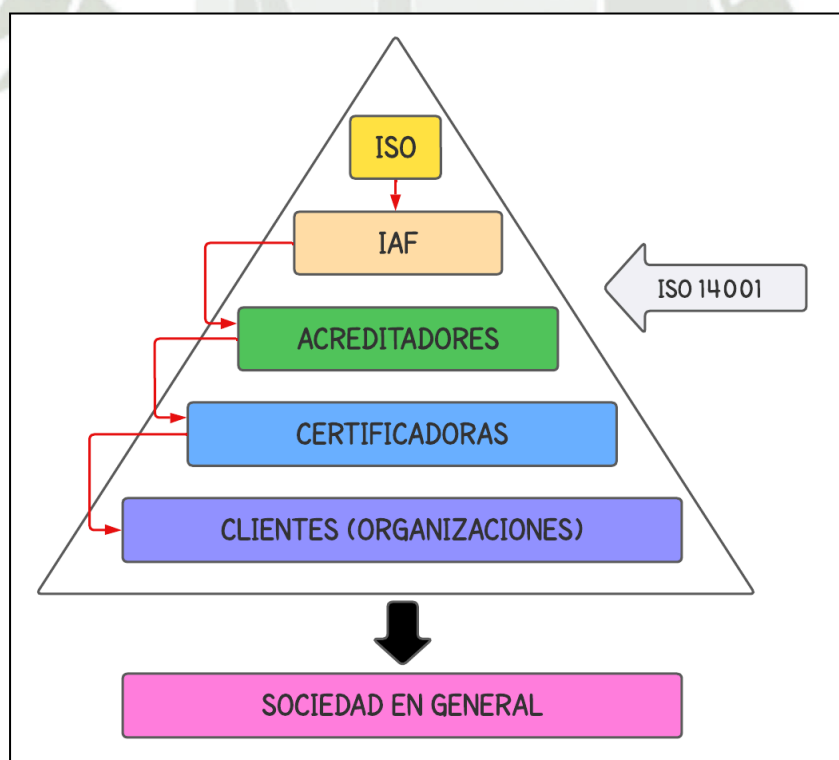 ISO
IAF
ISO 14001
ACREDITADORES
CERTIFICADORAS
CLIENTES (ORGANIZACIONES)
SOCIEDAD EN GENERAL